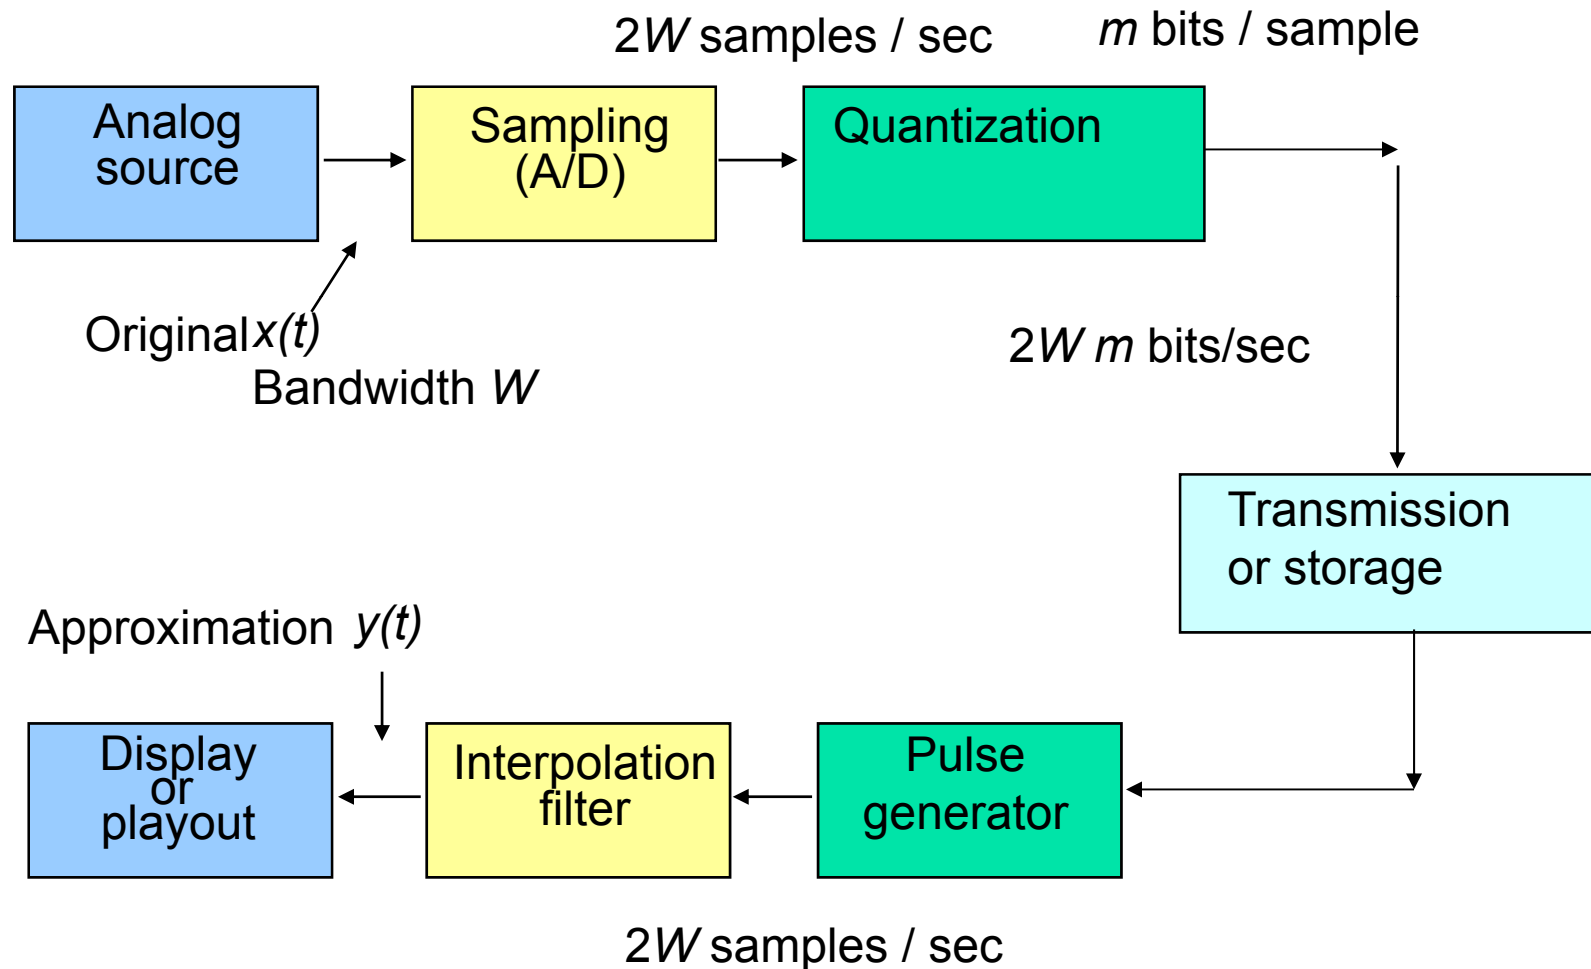 2W samples / sec
m bits / sample
Analog
source
Sampling
(A/D)
Quantization
Original x(t)
Bandwidth W
2W m bits/sec
Transmission
or storage
Approximation y(t)
Display
or
playout
Interpolation
filter
Pulse
generator
2W samples / sec